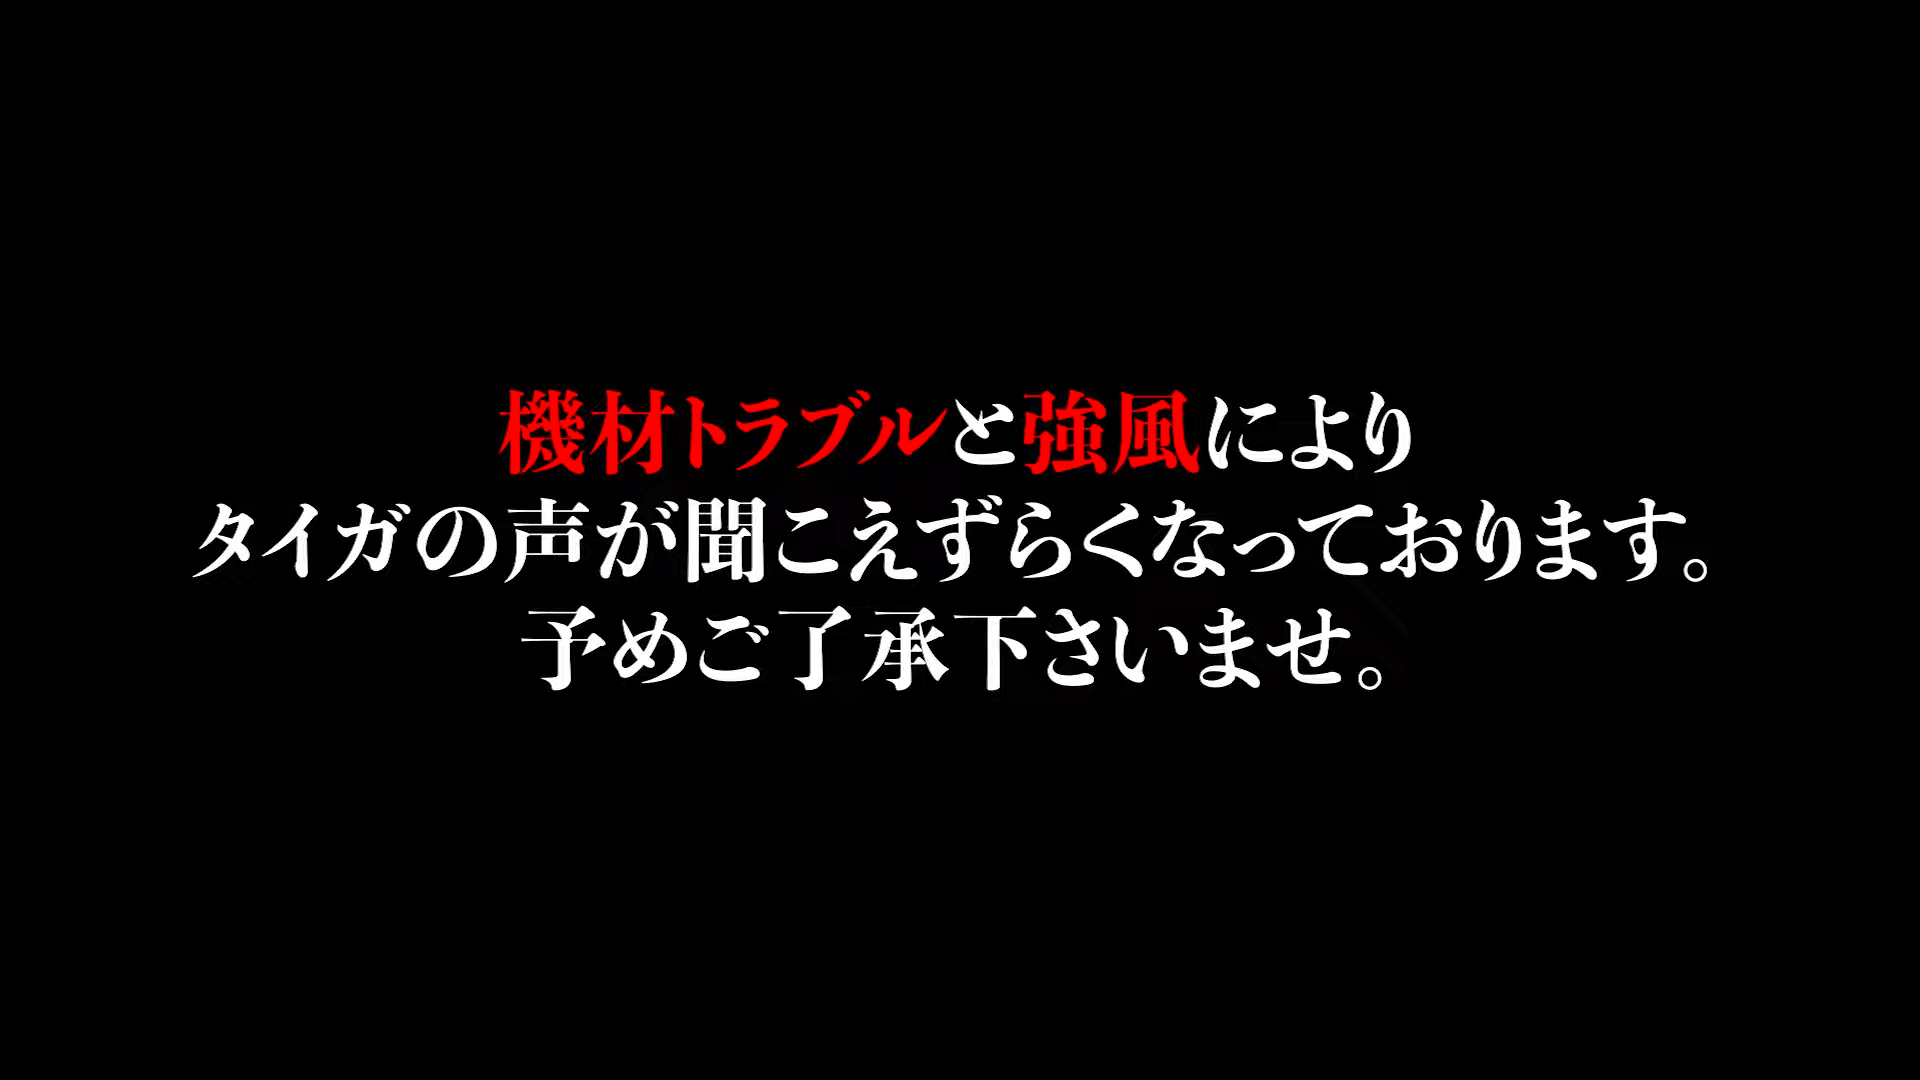 機材トラブルと強風により
タイガの声が聞こえずらくなっております。
予めご了承下さいませ。